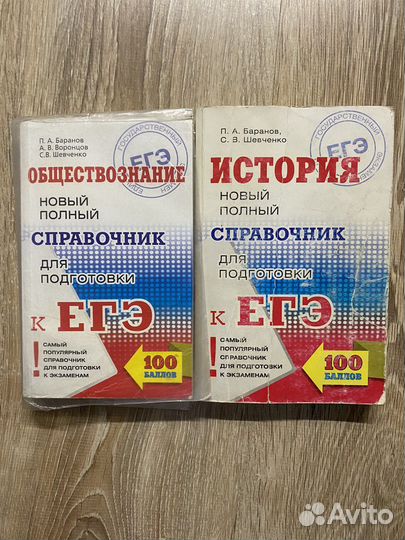 П. А. Баранов
А. В. Воронцов
С.В. Шевченко
ГОСУДАРСТВЕННЫЙ
ЕГЭ
ОБЩЕСТВОЗНАНИЕ
НОВЫЙ
ПОЛНЫЙ
СПРАВОЧНИК
для
подготовки
к ЕГЭ
!
САМЫЙ
ПОПУЛЯРНЫЙ
СПРАВОЧНИК
ДЛЯ ПОДГОТОВКИ
К ЭКЗАМЕНАМ
100
БАЛЛОВ
П. А. Баранов,
С. В. Шевченко
ГОСУДАРСТВЕННЫЙ
ЭКЗАМЕН
ЕГЭ
ИСТОРИЯ
НОВЫЙ
ПОЛНЫЙ
СПРАВОЧНИК
для
подготовки
к ЕГЭ
!
САМЫЙ
ПОПУЛЯРНЫЙ
СПРАВОЧНИК
ДЛЯ ПОДГОТОВКИ
К ЭКЗАМЕНАМ
100
БАЛЛОВ
Avito